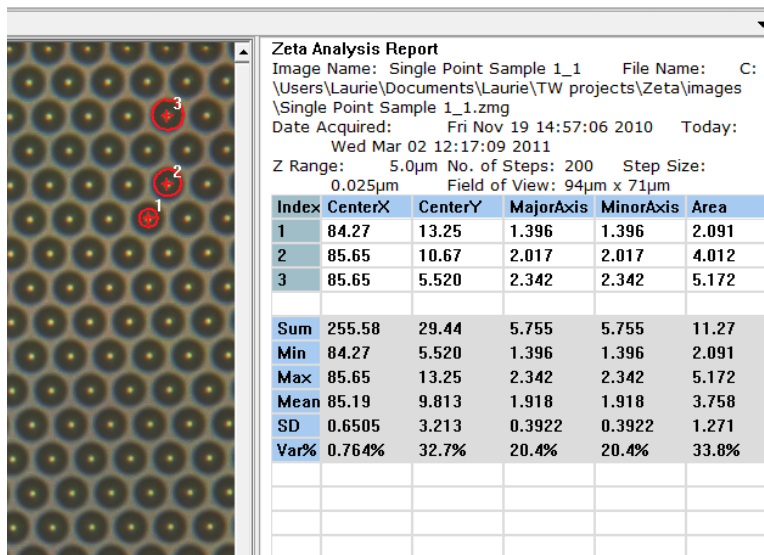 Zeta Analysis Report
Image Name: Single Point Sample 1_1 File Name: C:
\Users\Laurie\Documents\Laurie\TW projects\Zeta\images
\Single Point Sample 1_1.zmg
Date Acquired: Fri Nov 19 14:57:06 2010 Today:
Wed Mar 02 12:17:09
2011
Z Range: 5.0µm No. of Steps: 200 Step Size:
0.025µm Field of View: 94µm x 71µm
Index CenterX CenterY MajorAxis MinorAxis Area
1 84.27 13.25 1.396 1.396 2.091
2 85.65 10.67 2.017 2.017 4.012
3 85.65 5.520 2.342 2.342 5.172
Sum 255.58 29.44 5.755 5.755 11.27
Min 84.27 5.520 1.396 1.396 2.091
Max 85.65 13.25 2.342 2.342 5.172
Mean 85.19 9.813 1.918 1.918 3.758
SD 0.6505 3.213 0.3922 0.3922 1.271
Var% 0.764% 32.7% 20.4% 20.4% 33.8%
3
2
1